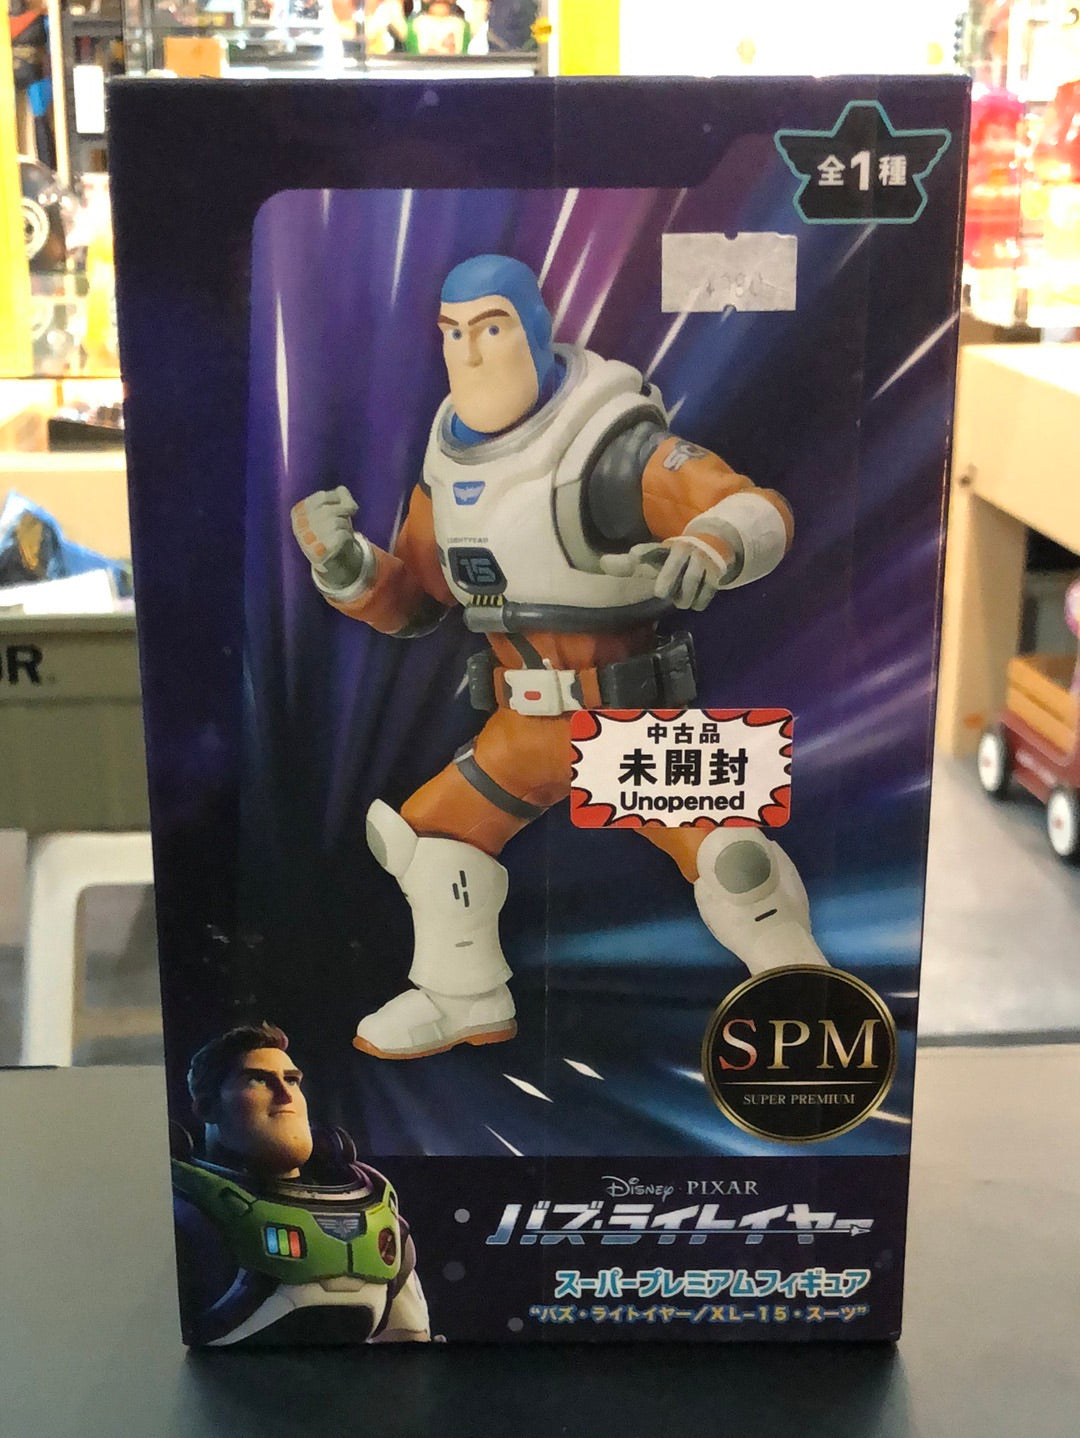 全1種
LIGHTYEAR
15
中古品
未開封
Unopened
SPM
SUPER PREMIUM
Disney PIXAR
バズ・ライトイヤー
スーパープレミアムフィギュア
“バズ・ライトイヤー/XL-15・スーツ”